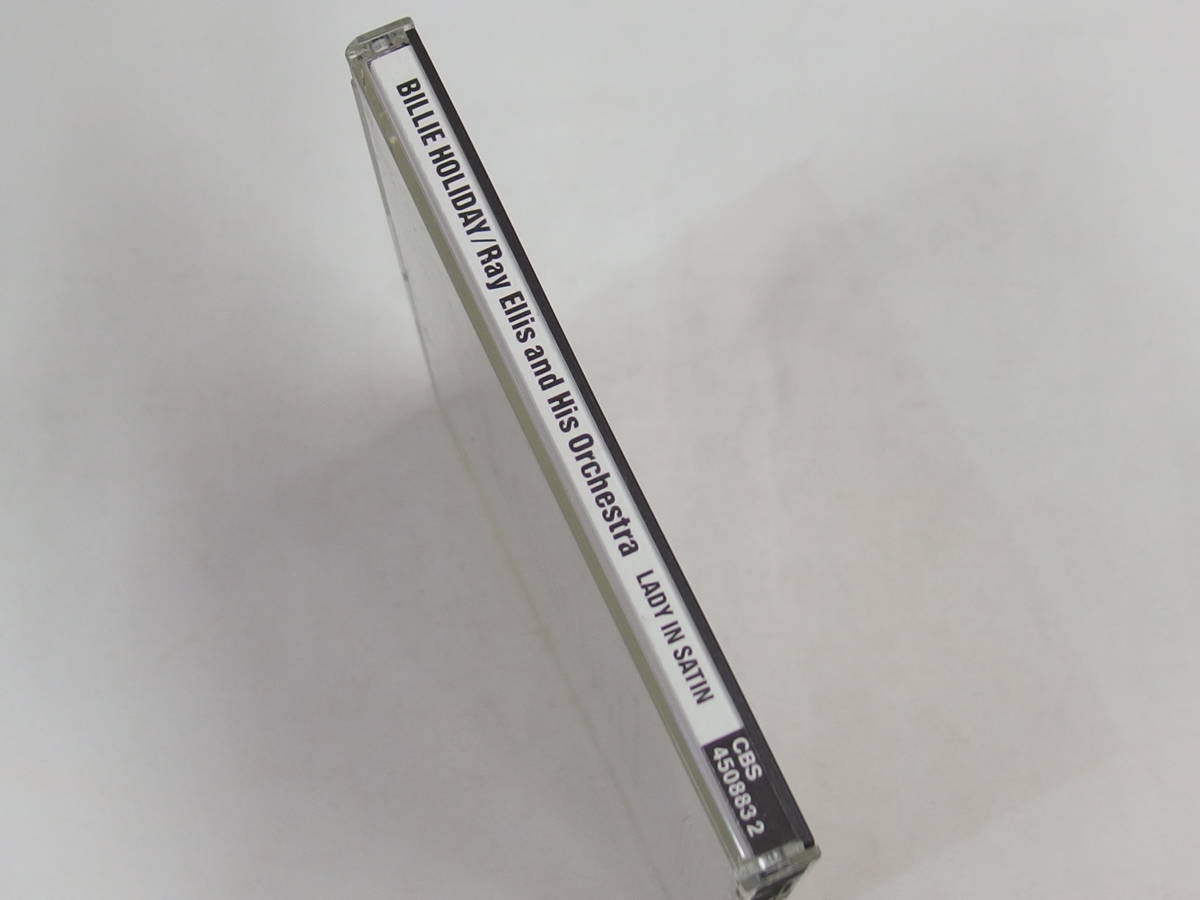 BILLIE HOLIDAY/Ray Ellis and His Orchestra LADY IN SATIN
CBS
450883 2